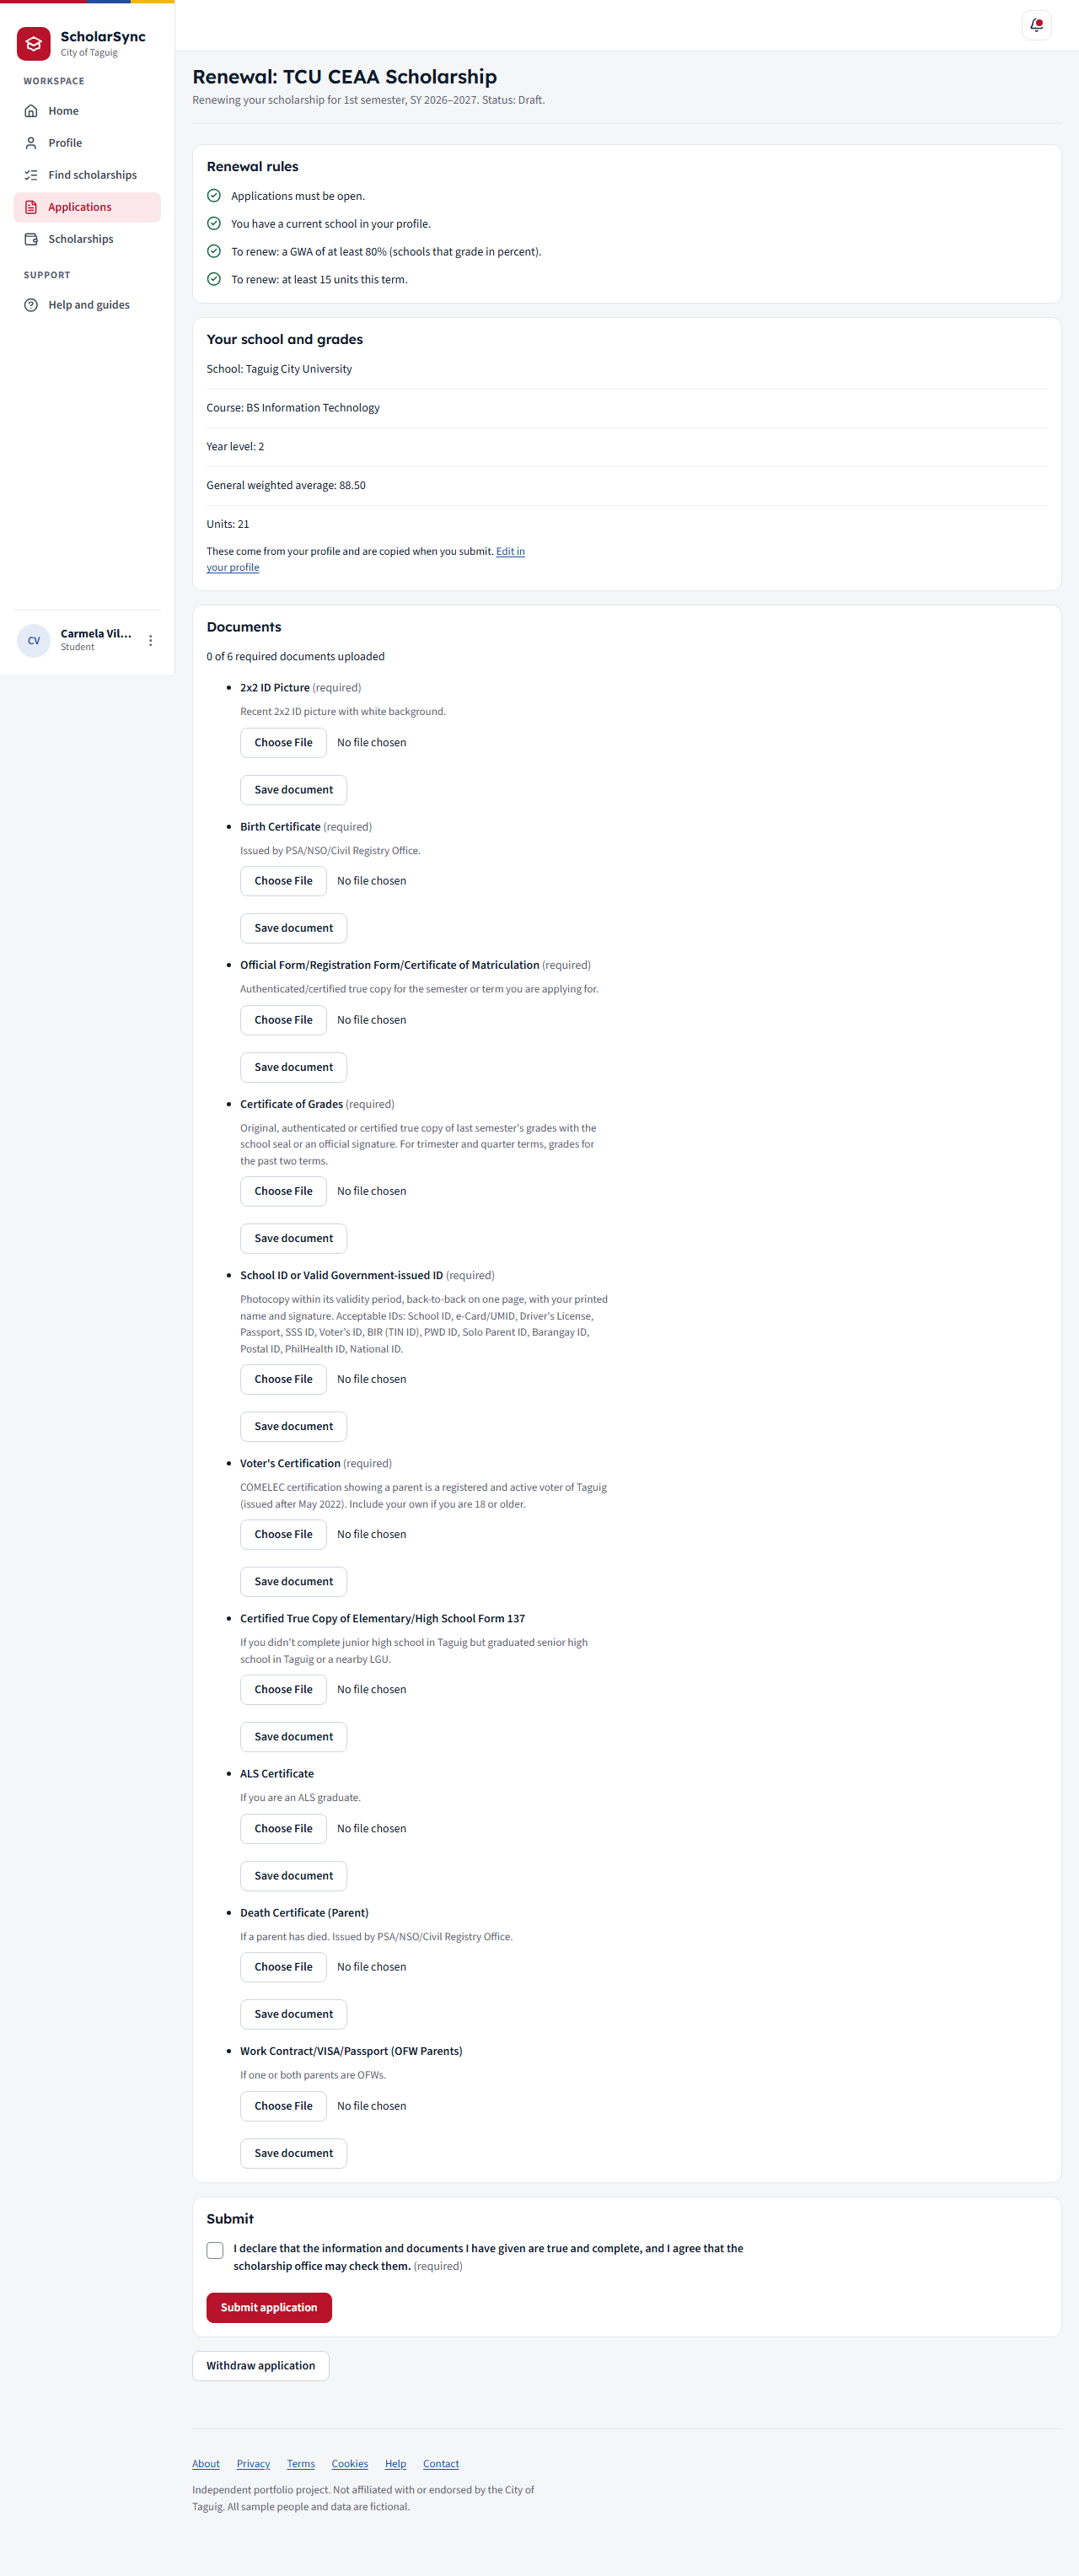 ScholarSync
City of Taguig
WORKSPACE
Home
Profile
Find scholarships
Applications
Scholarships
SUPPORT
Help and guides
CV
Carmela Vil...
Student
Renewal: TCU CEAA Scholarship
Renewing your scholarship for 1st semester, SY 2026–2027. Status: Draft.
Renewal rules
Applications must be open.
You have a current school in your profile.
To renew: a GWA of at least 80% (schools that grade in percent).
To renew: at least 15 units this term.
Your school and grades
School: Taguig City University
Course: BS Information Technology
Year level: 2
General weighted average: 88.50
Units: 21
These come from your profile and are copied when you submit. Edit in
your profile
Documents
0 of 6 required documents uploaded
2x2 ID Picture (required)
Recent 2x2 ID picture with white background.
Choose File No file chosen
Save document
Birth Certificate (required)
Issued by PSA/NSO/Civil Registry Office.
Choose File No file chosen
Save document
Official Form/Registration Form/Certificate of Matriculation (required)
Authenticated/certified true copy for the semester or term you are applying for.
Choose File No file chosen
Save document
Certificate of Grades (required)
Original, authenticated or certified true copy of last semester's grades with the
school seal or an official signature. For trimester and quarter terms, grades for
the past two terms.
Choose File No file chosen
Save document
School ID or Valid Government-issued ID (required)
Photocopy within its validity period, back-to-back on one page, with your printed
name and signature. Acceptable IDs: School ID, e-Card/UMID, Driver's License,
Passport, SSS ID, Voter's ID, BIR (TIN ID), PWD ID, Solo Parent ID, Barangay ID,
Postal ID, PhilHealth ID, National ID.
Choose File No file chosen
Save document
Voter's Certification (required)
COMELEC certification showing a parent is a registered and active voter of Taguig
(issued after May 2022). Include your own if you are 18 or older.
Choose File No file chosen
Save document
Certified True Copy of Elementary/High School Form 137
If you didn't complete junior high school in Taguig but graduated senior high
school in Taguig or a nearby LGU.
Choose File No file chosen
Save document
ALS Certificate
If you are an ALS graduate.
Choose File No file chosen
Save document
Death Certificate (Parent)
If a parent has died. Issued by PSA/NSO/Civil Registry Office.
Choose File No file chosen
Save document
Work Contract/VISA/Passport (OFW Parents)
If one or both parents are OFWs.
Choose File No file chosen
Save document
Submit
I declare that the information and documents I have given are true and complete, and I agree that the
scholarship office may check them. (required)
Submit application
Withdraw application
About Privacy Terms Cookies Help Contact
Independent portfolio project. Not affiliated with or endorsed by the City of
Taguig. All sample people and data are fictional.